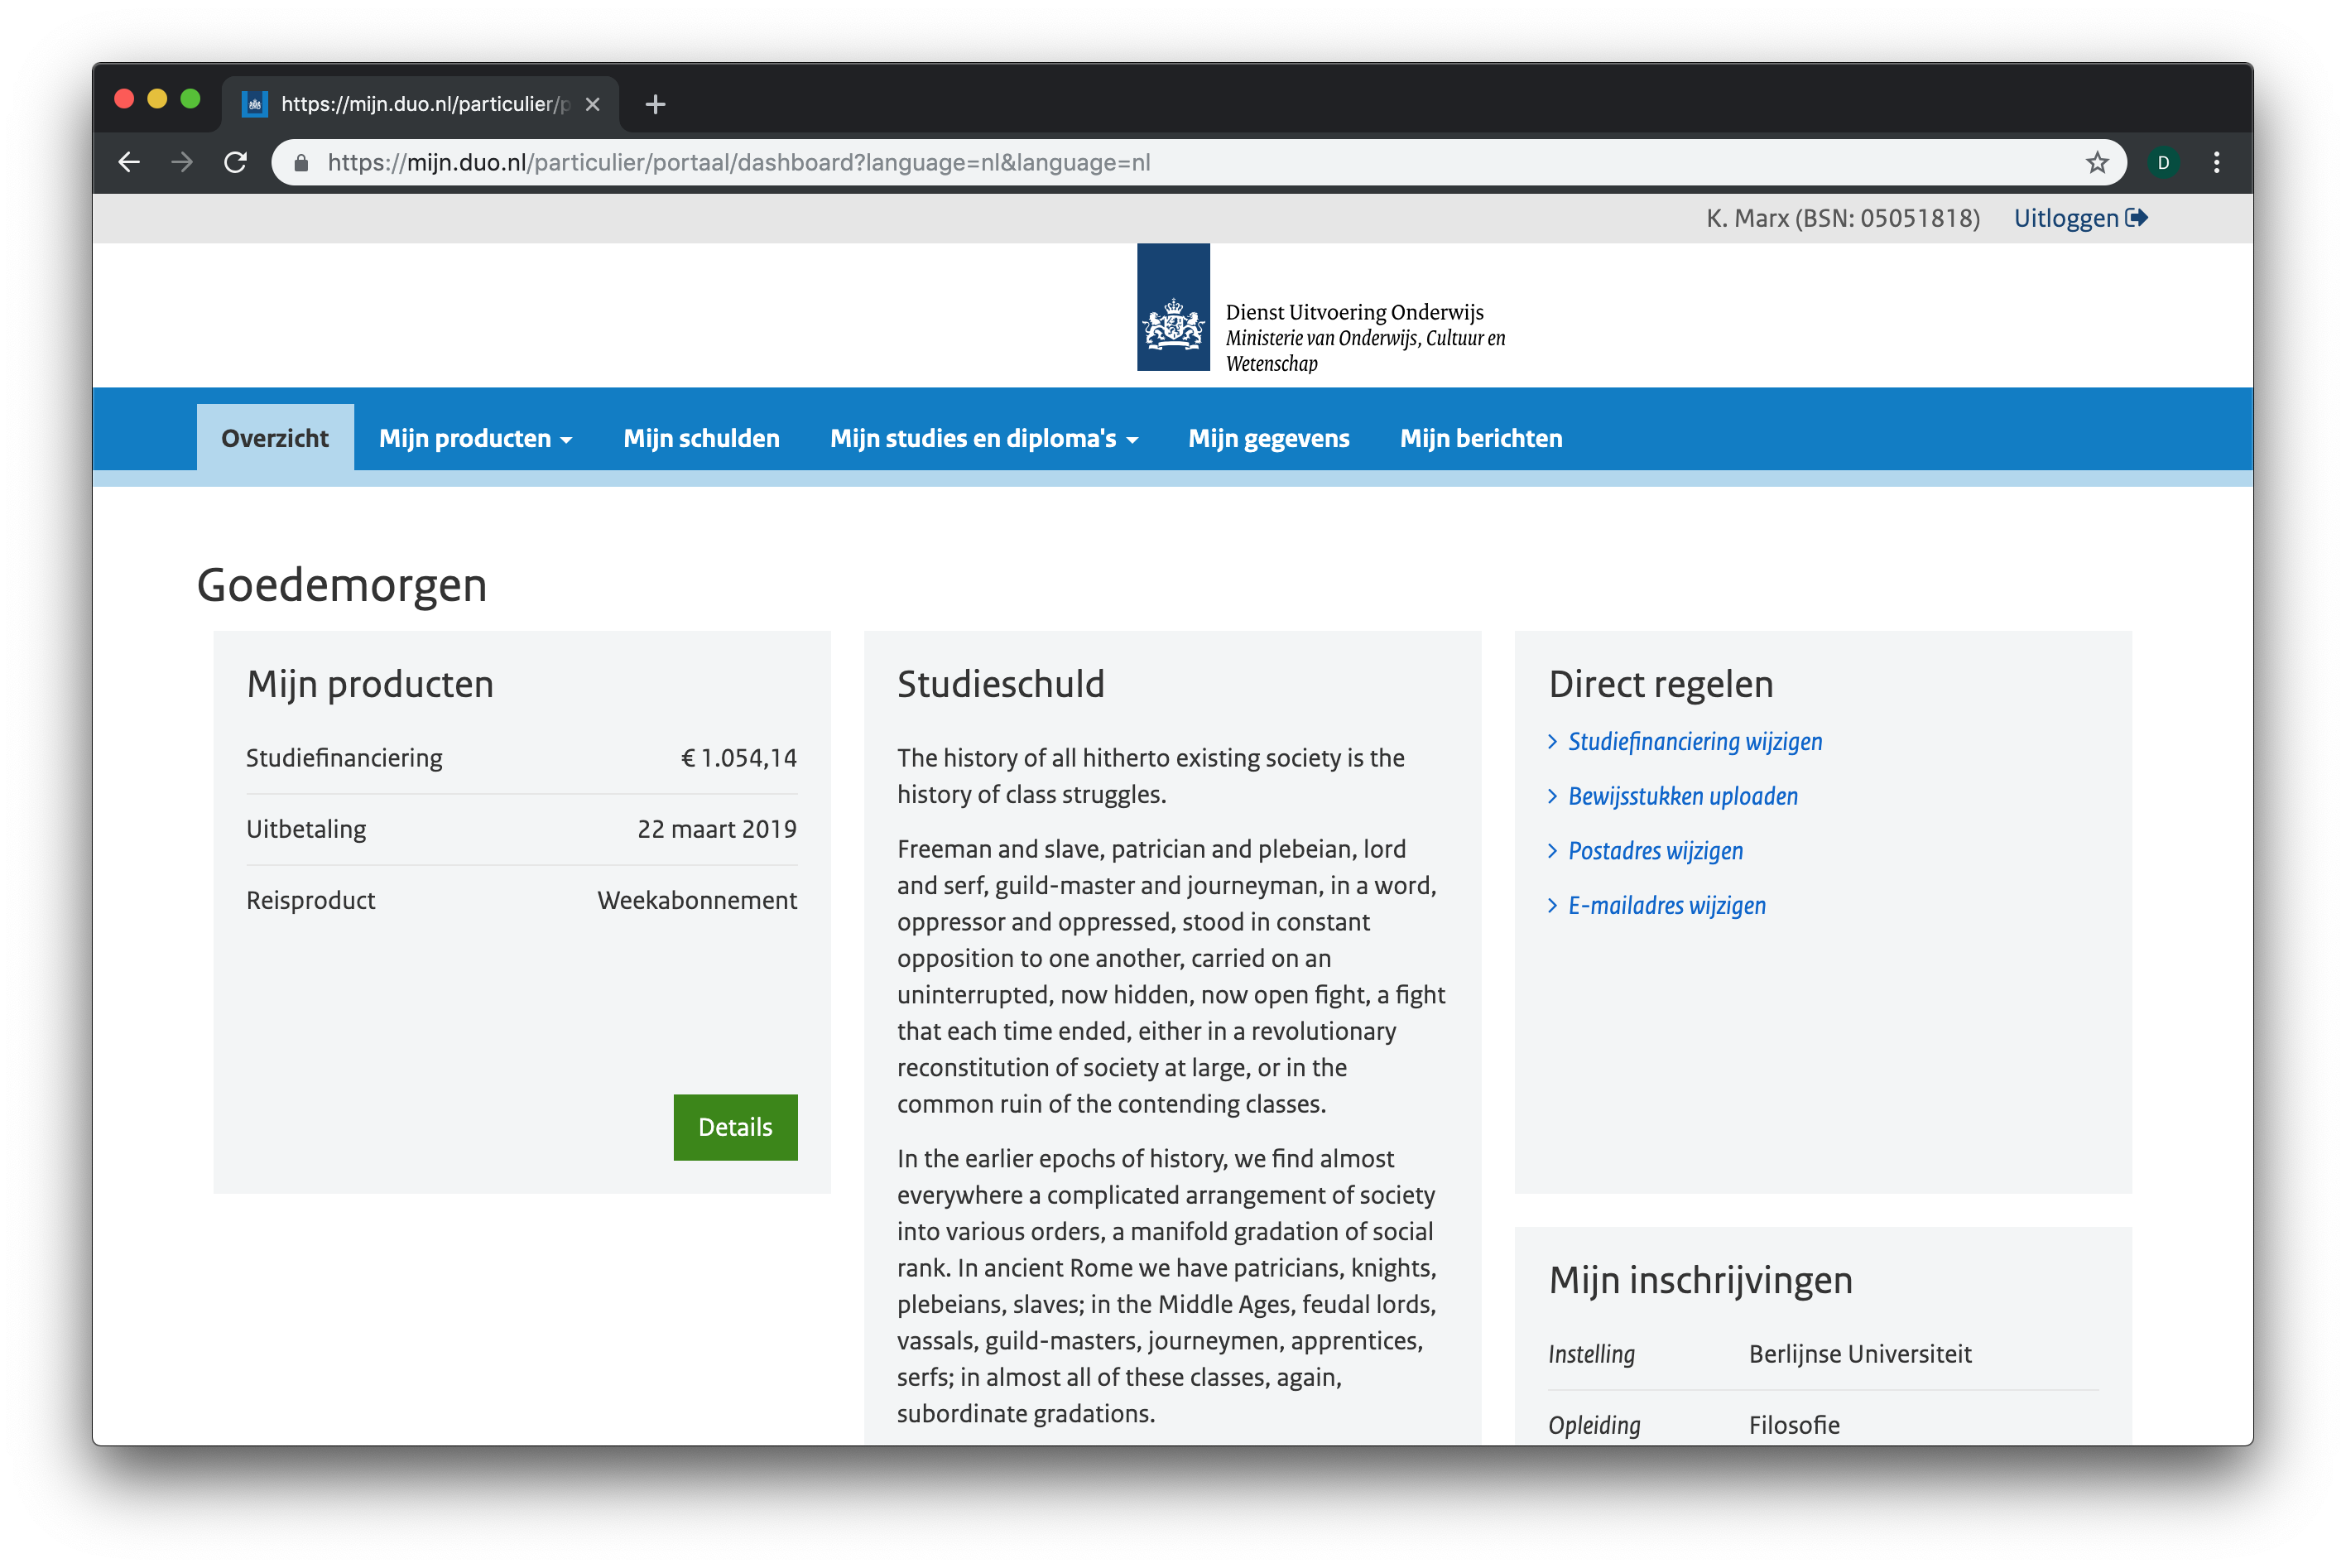 https://mijn.duo.nl/particulier/p
https://mijn.duo.nl/particulier/portaal/dashboard?language=nl&language=nl
D
K. Marx (BSN: 05051818)
Uitloggen
Dienst Uitvoering Onderwijs
Ministerie van Onderwijs, Cultuur en
Wetenschap
Overzicht
Mijn producten
Mijn schulden
Mijn studies en diploma's
Mijn gegevens
Mijn berichten
Goedemorgen
Mijn producten
Studiefinanciering € 1.054,14
Uitbetaling 22 maart 2019
Reisproduct Weekabonnement
Details
Studieschuld
The history of all hitherto existing society is the
history of class struggles.
Freeman and slave, patrician and plebeian, lord
and serf, guild-master and journeyman, in a word,
oppressor and oppressed, stood in constant
opposition to one another, carried on an
uninterrupted, now hidden, now open fight, a fight
that each time ended, either in a revolutionary
reconstitution of society at large, or in the
common ruin of the contending classes.
In the earlier epochs of history, we find almost
everywhere a complicated arrangement of society
into various orders, a manifold gradation of social
rank. In ancient Rome we have patricians, knights,
plebeians, slaves; in the Middle Ages, feudal lords,
vassals, guild-masters, journeymen, apprentices,
serfs; in almost all of these classes, again,
subordinate gradations.
Direct regelen
Studiefinanciering wijzigen
Bewijsstukken uploaden
Postadres wijzigen
E-mailadres wijzigen
Mijn inschrijvingen
Instelling Berlijnse Universiteit
Opleiding Filosofie